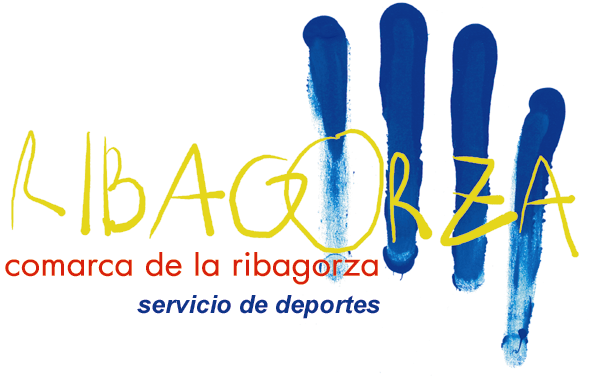 RIBAGORZA
comarca de la ribagorza
servicio de deportes